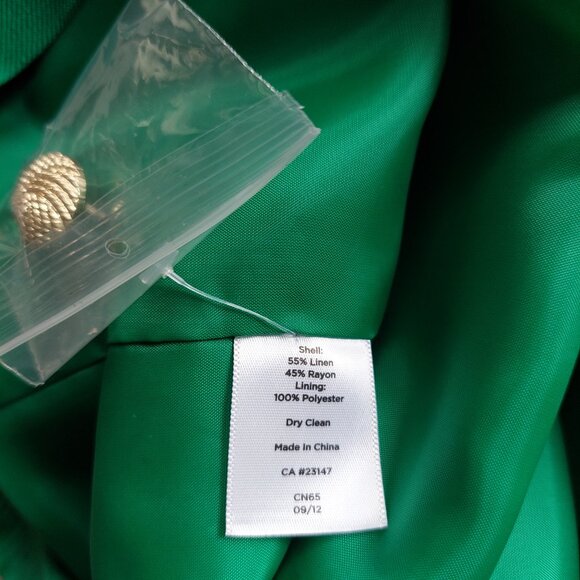 Shell:
55% Linen
45% Rayon
Lining:
100% Polyester
Dry Clean
Made In China
CA #23147
CN65
09/12